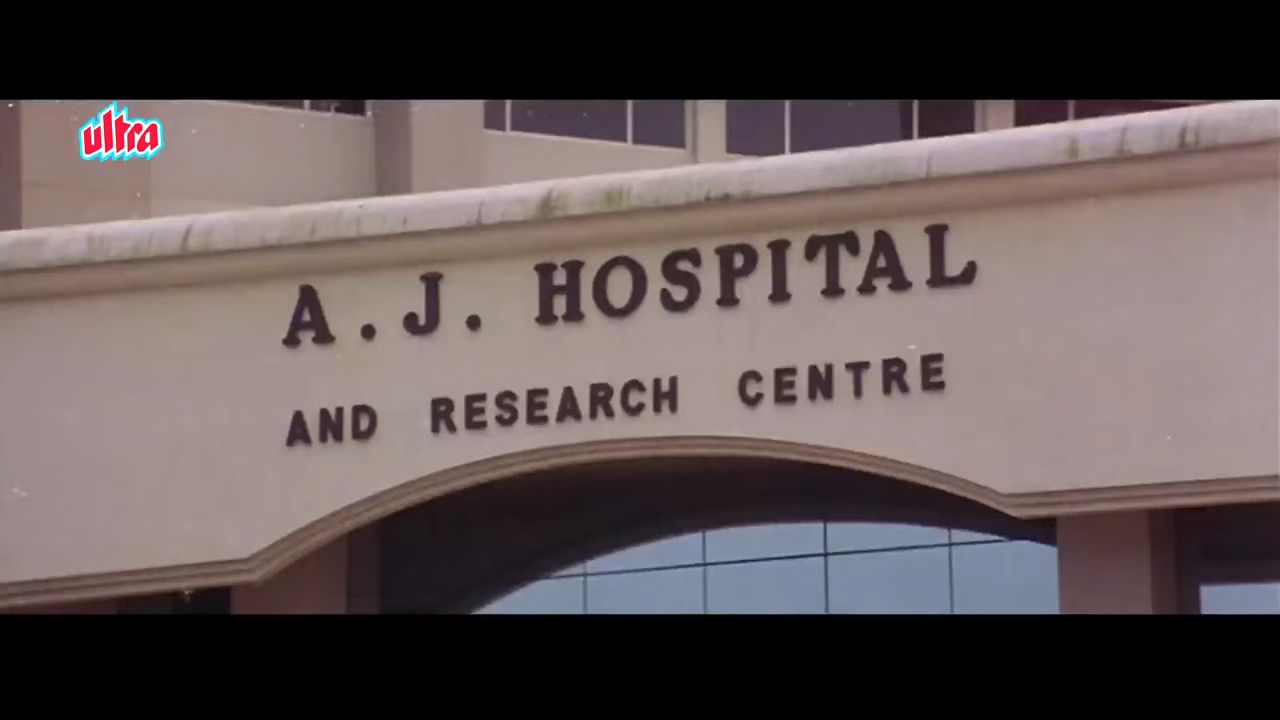 ultra
A . J . HOSPITAL
AND RESEARCH CENTRE